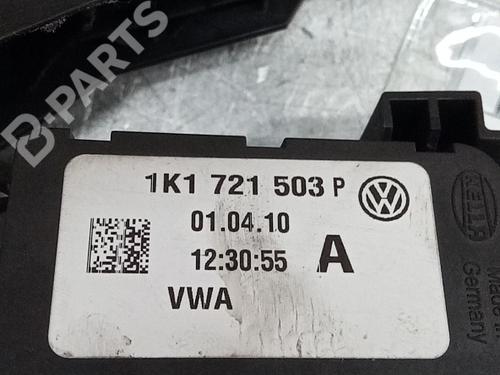 B-PARTS
1K1 721 503 P
01.04.10
12:30:55 A
VWA
HELLA
Made in
Germany